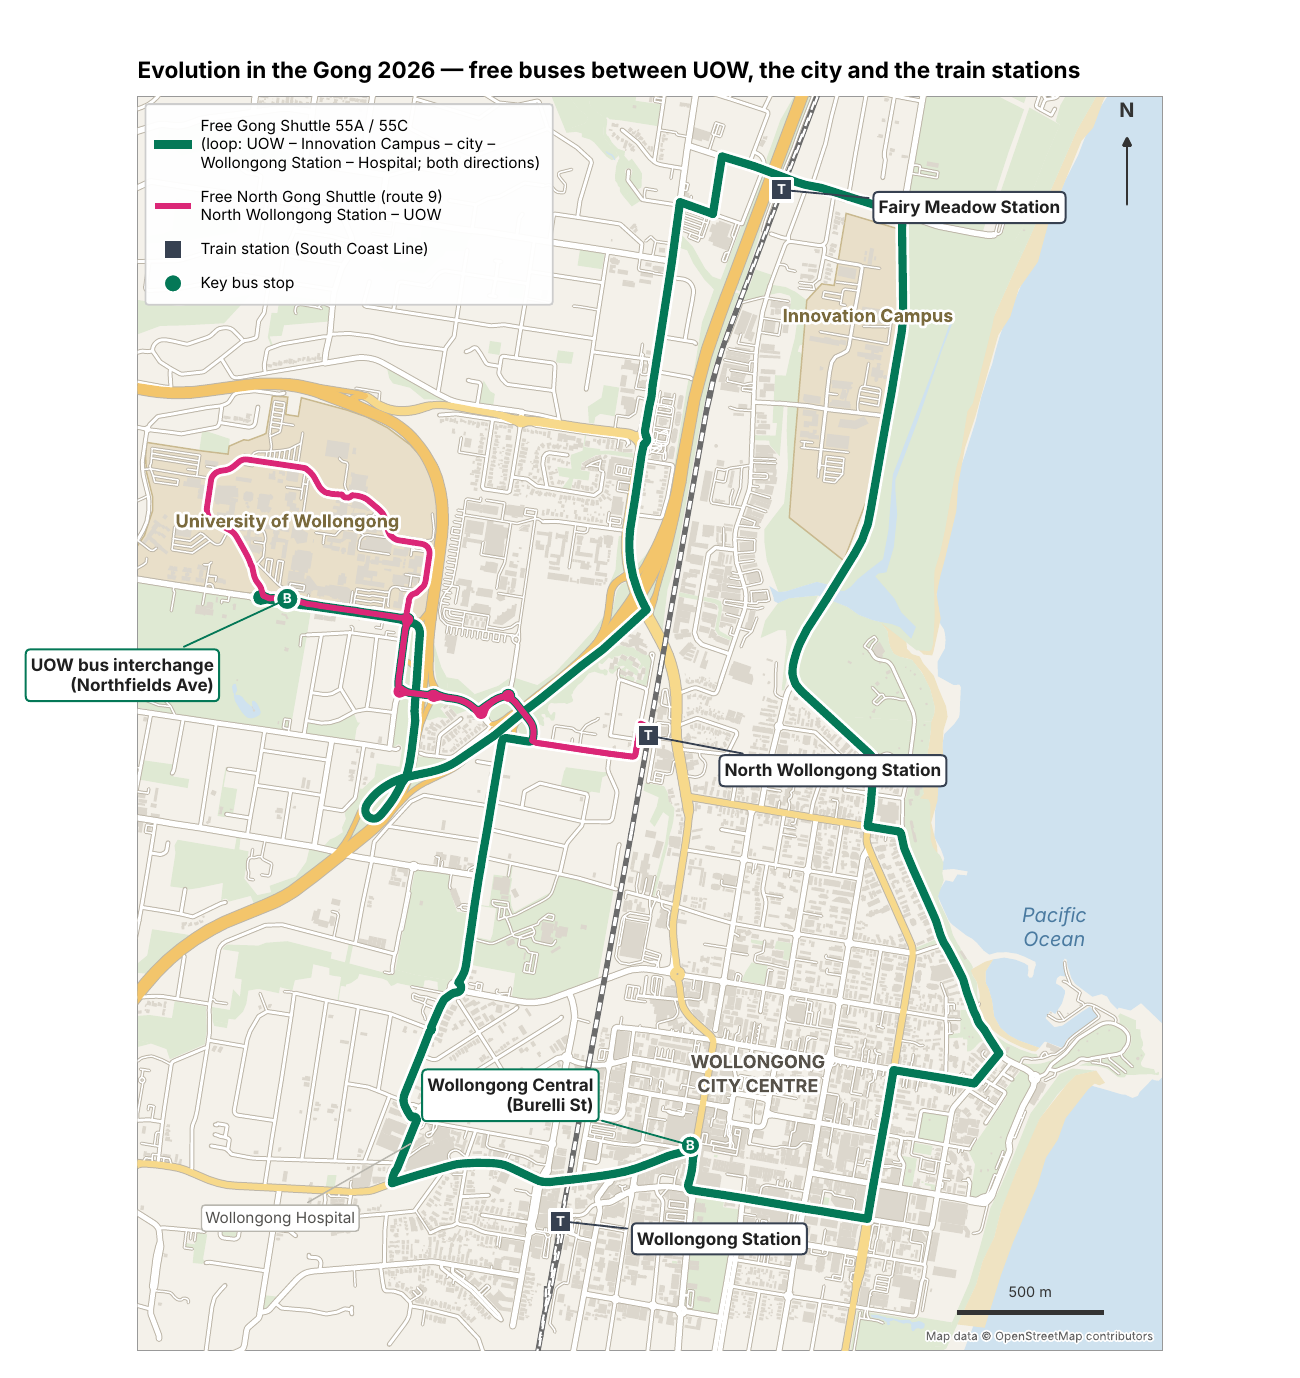 Evolution in the Gong 2026 — free buses between UOW, the city and the train stations
Free Gong Shuttle 55A / 55C
(loop: UOW – Innovation Campus – city –
Wollongong Station – Hospital; both directions)
Free North Gong Shuttle (route 9)
North Wollongong Station – UOW
Train station (South Coast Line)
Key bus stop
N
T
Fairy Meadow Station
Innovation Campus
University of Wollongong
B
UOW bus interchange
(Northfields Ave)
T
North Wollongong Station
Pacific
Ocean
WOLLONGONG
CITY CENTRE
Wollongong Central
(Burelli St)
B
Wollongong Hospital
T
Wollongong Station
500 m
Map data © OpenStreetMap contributors